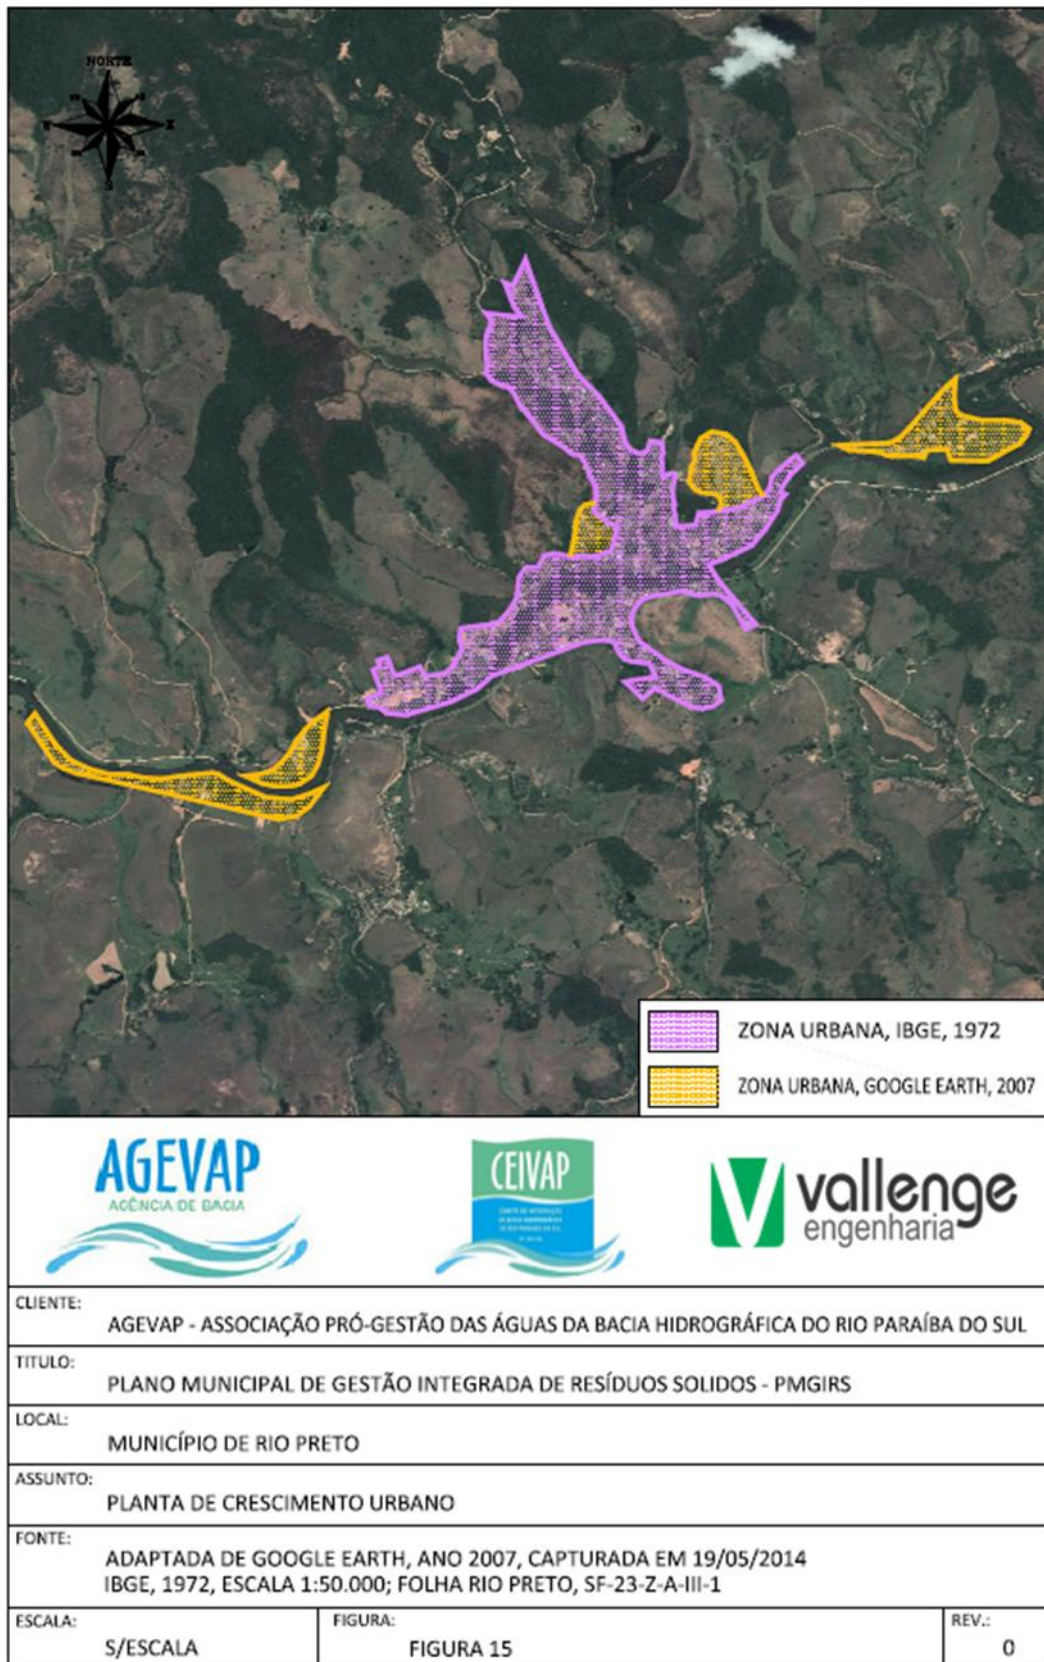 NORTE
S
ZONA URBANA, IBGE, 1972
ZONA URBANA, GOOGLE EARTH, 2007
AGEVAP
AGÊNCIA DE BACIA
CEIVAP
vallenge
engenharia
CLIENTE:
AGEVAP - ASSOCIAÇÃO PRÓ-GESTÃO DAS ÁGUAS DA BACIA HIDROGRÁFICA DO RIO PARAÍBA DO SUL
TITULO:
PLANO MUNICIPAL DE GESTÃO INTEGRADA DE RESÍDUOS SOLIDOS - PMGIRS
LOCAL:
MUNICÍPIO DE RIO PRETO
ASSUNTO:
PLANTA DE CRESCIMENTO URBANO
FONTE:
ADAPTADA DE GOOGLE EARTH, ANO 2007, CAPTURADA EM 19/05/2014
IBGE, 1972, ESCALA 1:50.000; FOLHA RIO PRETO, SF-23-Z-A-III-1
ESCALA:
S/ESCALA
FIGURA:
FIGURA 15
REV.:
0